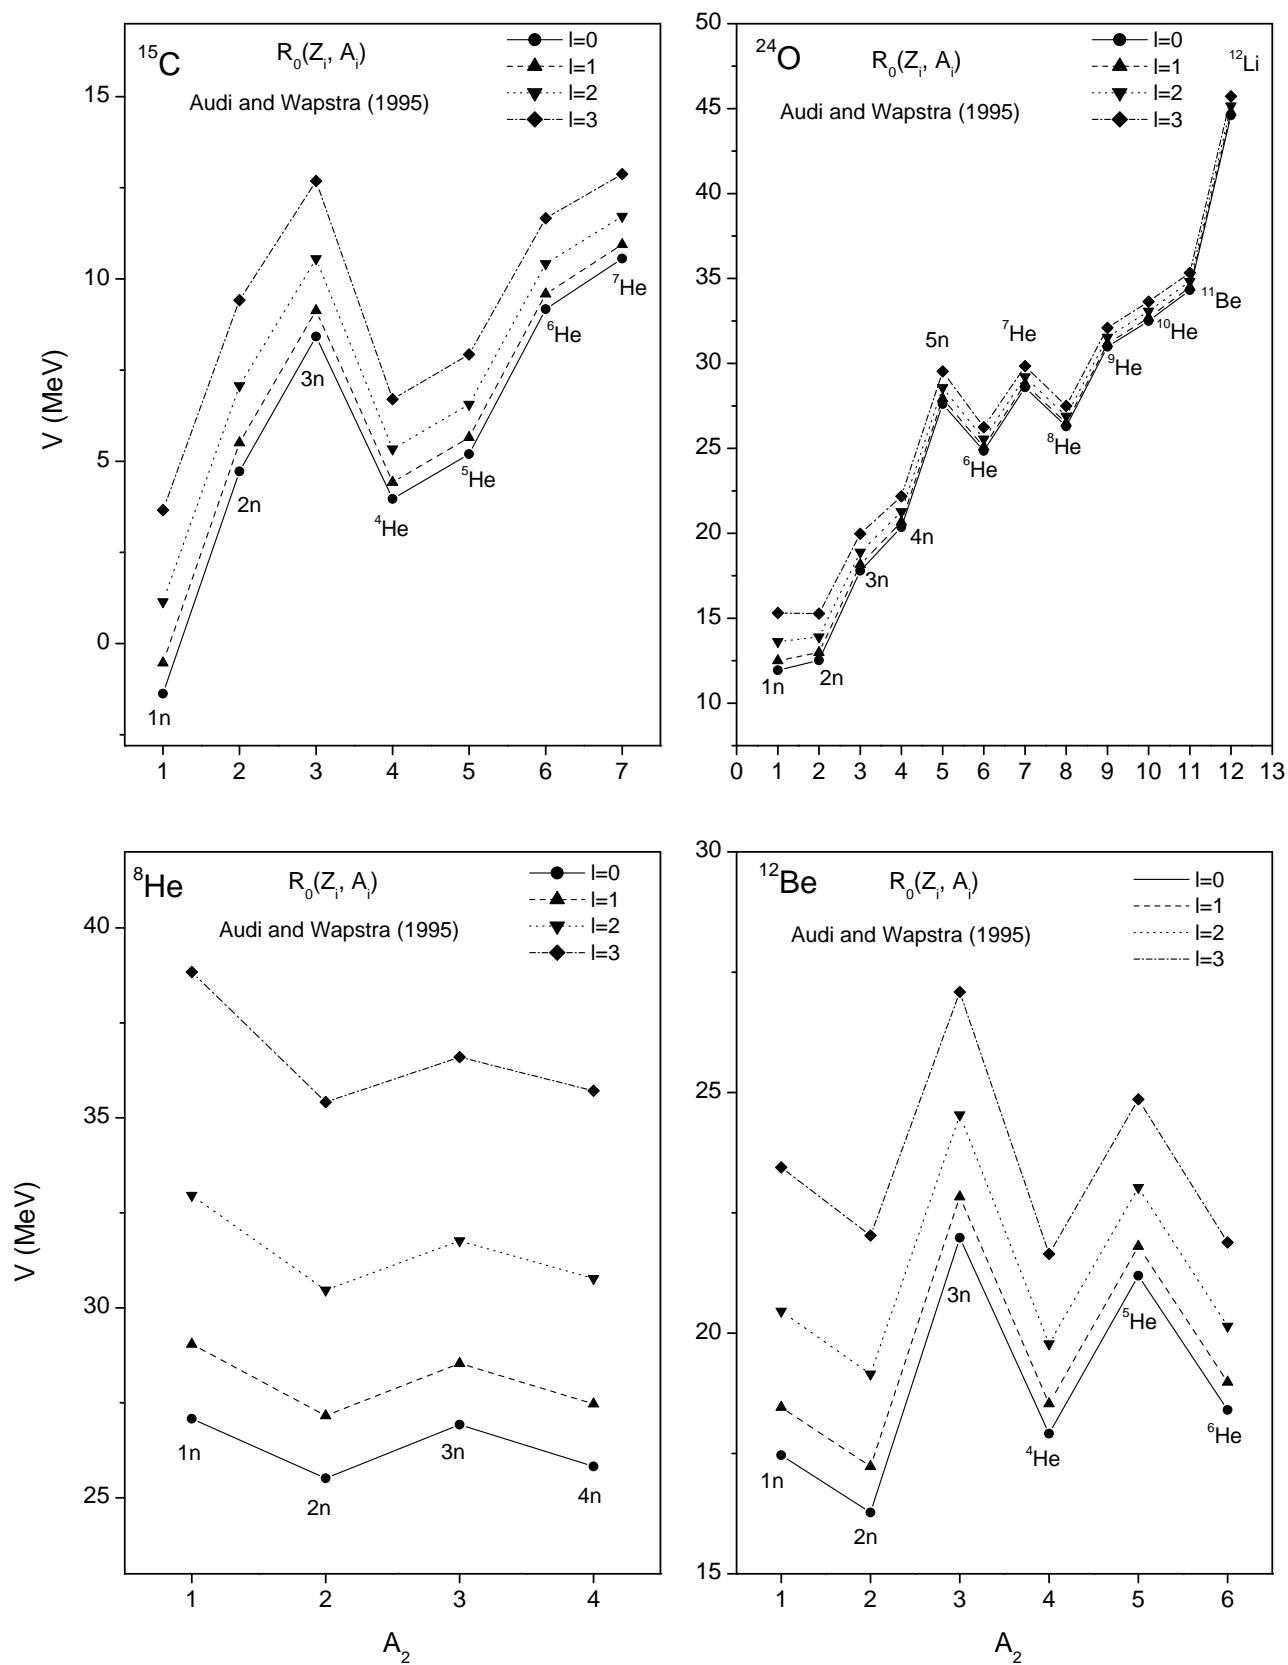 ¹⁵C
R₀(Zᵢ, Aᵢ)
Audi and Wapstra (1995)
l=0
l=1
l=2
l=3
V (MeV)
15
10
5
0
1n
2n
3n
⁴He
⁵He
⁶He
⁷He
1 2 3 4 5 6 7
²⁴O
R₀(Zᵢ, Aᵢ)
Audi and Wapstra (1995)
l=0
l=1
l=2
l=3
50
45
40
35
30
25
20
15
10
1n
2n
3n
4n
5n
⁶He
⁷He
⁸He
⁹He
¹⁰He
¹¹Be
¹²Li
0 1 2 3 4 5 6 7 8 9 10 11 12 13
⁸He
R₀(Zᵢ, Aᵢ)
Audi and Wapstra (1995)
l=0
l=1
l=2
l=3
V (MeV)
40
35
30
25
1n
2n
3n
4n
1 2 3 4
A₂
¹²Be
R₀(Zᵢ, Aᵢ)
Audi and Wapstra (1995)
l=0
l=1
l=2
l=3
30
25
20
15
1n
2n
3n
⁴He
⁵He
⁶He
1 2 3 4 5 6
A₂